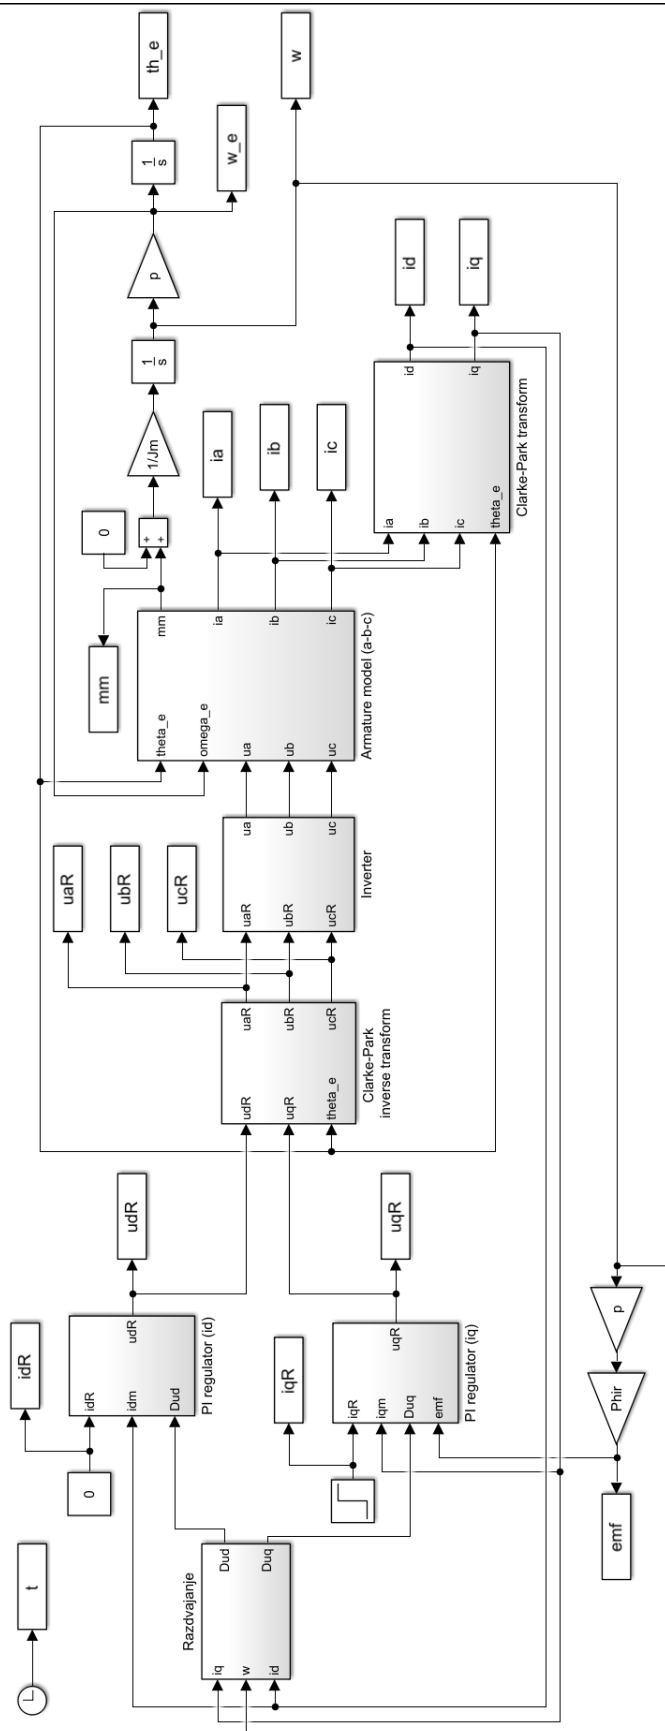 t
idR
0
idR
idm
Dud
udR
PI regulator (id)
udR
Razdvajanje
iq
w
id
Dud
Duq
iqR
iqR
iqm
Duq
emf
uqR
PI regulator (iq)
uqR
emf
Phir
p
udR
uqR
theta_e
uaR
ubR
ucR
Clarke-Park
inverse transform
uaR
ubR
ucR
uaR
ubR
ucR
ua
ub
uc
Inverter
theta_e
omega_e
ua
ub
uc
mm
ia
ib
ic
Armature model (a-b-c)
mm
0
+
+
1/Jm
1
s
p
1
s
th_e
w_e
w
ia
ib
ic
ia
ib
ic
theta_e
id
iq
Clarke-Park transform
id
iq